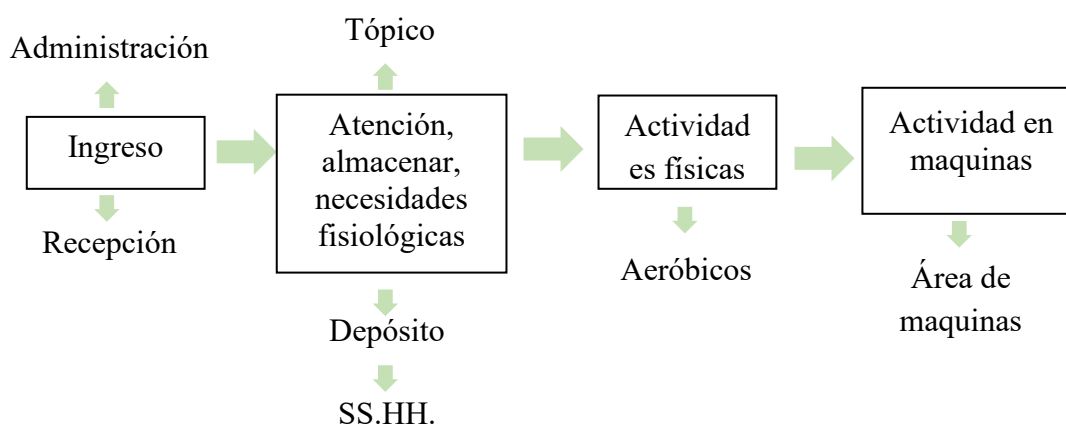 Administración
Ingreso
Recepción
Tópico
Atención,
almacenar,
necesidades
fisiológicas
Depósito
SS.HH.
Actividad
es físicas
Aeróbicos
Actividad en
maquinas
Área de
maquinas